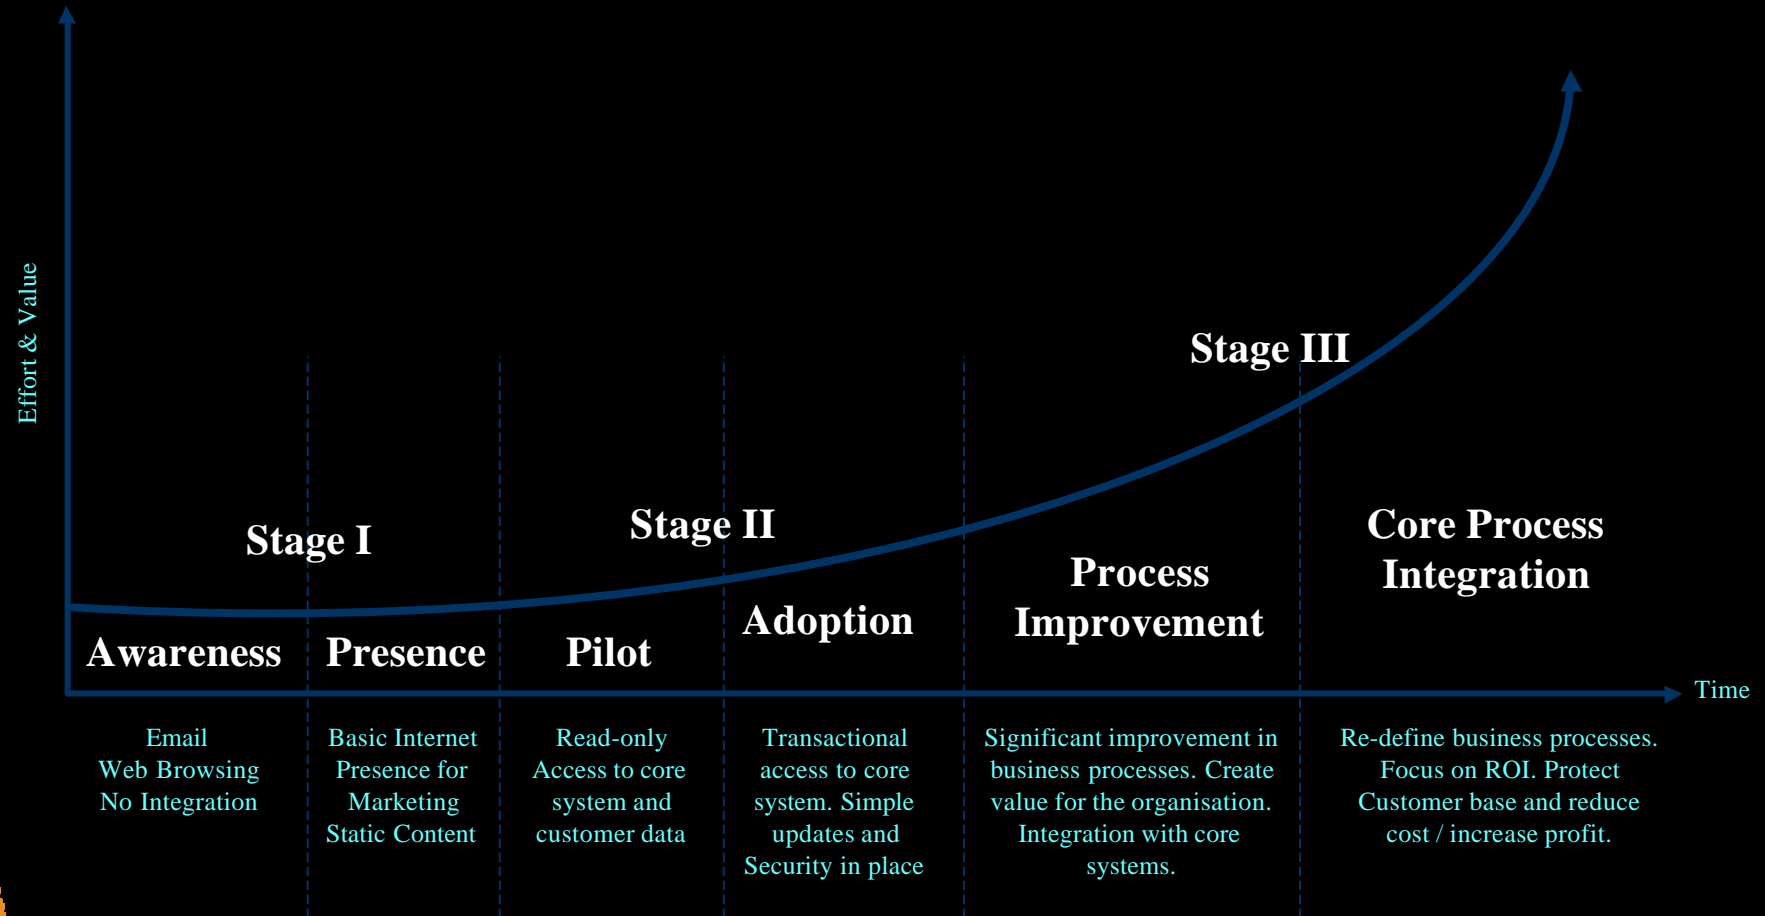 Effort & Value
Stage III
Stage I
Stage II
Core Process
Integration
Process
Improvement
Adoption
Awareness
Presence
Pilot
Time
Email
Web Browsing
No Integration
Basic Internet
Presence for
Marketing
Static Content
Read-only
Access to core
system and
customer data
Transactional
access to core
system. Simple
updates and
Security in place
Significant improvement in
business processes. Create
value for the organisation.
Integration with core
systems.
Re-define business processes.
Focus on ROI. Protect
Customer base and reduce
cost / increase profit.